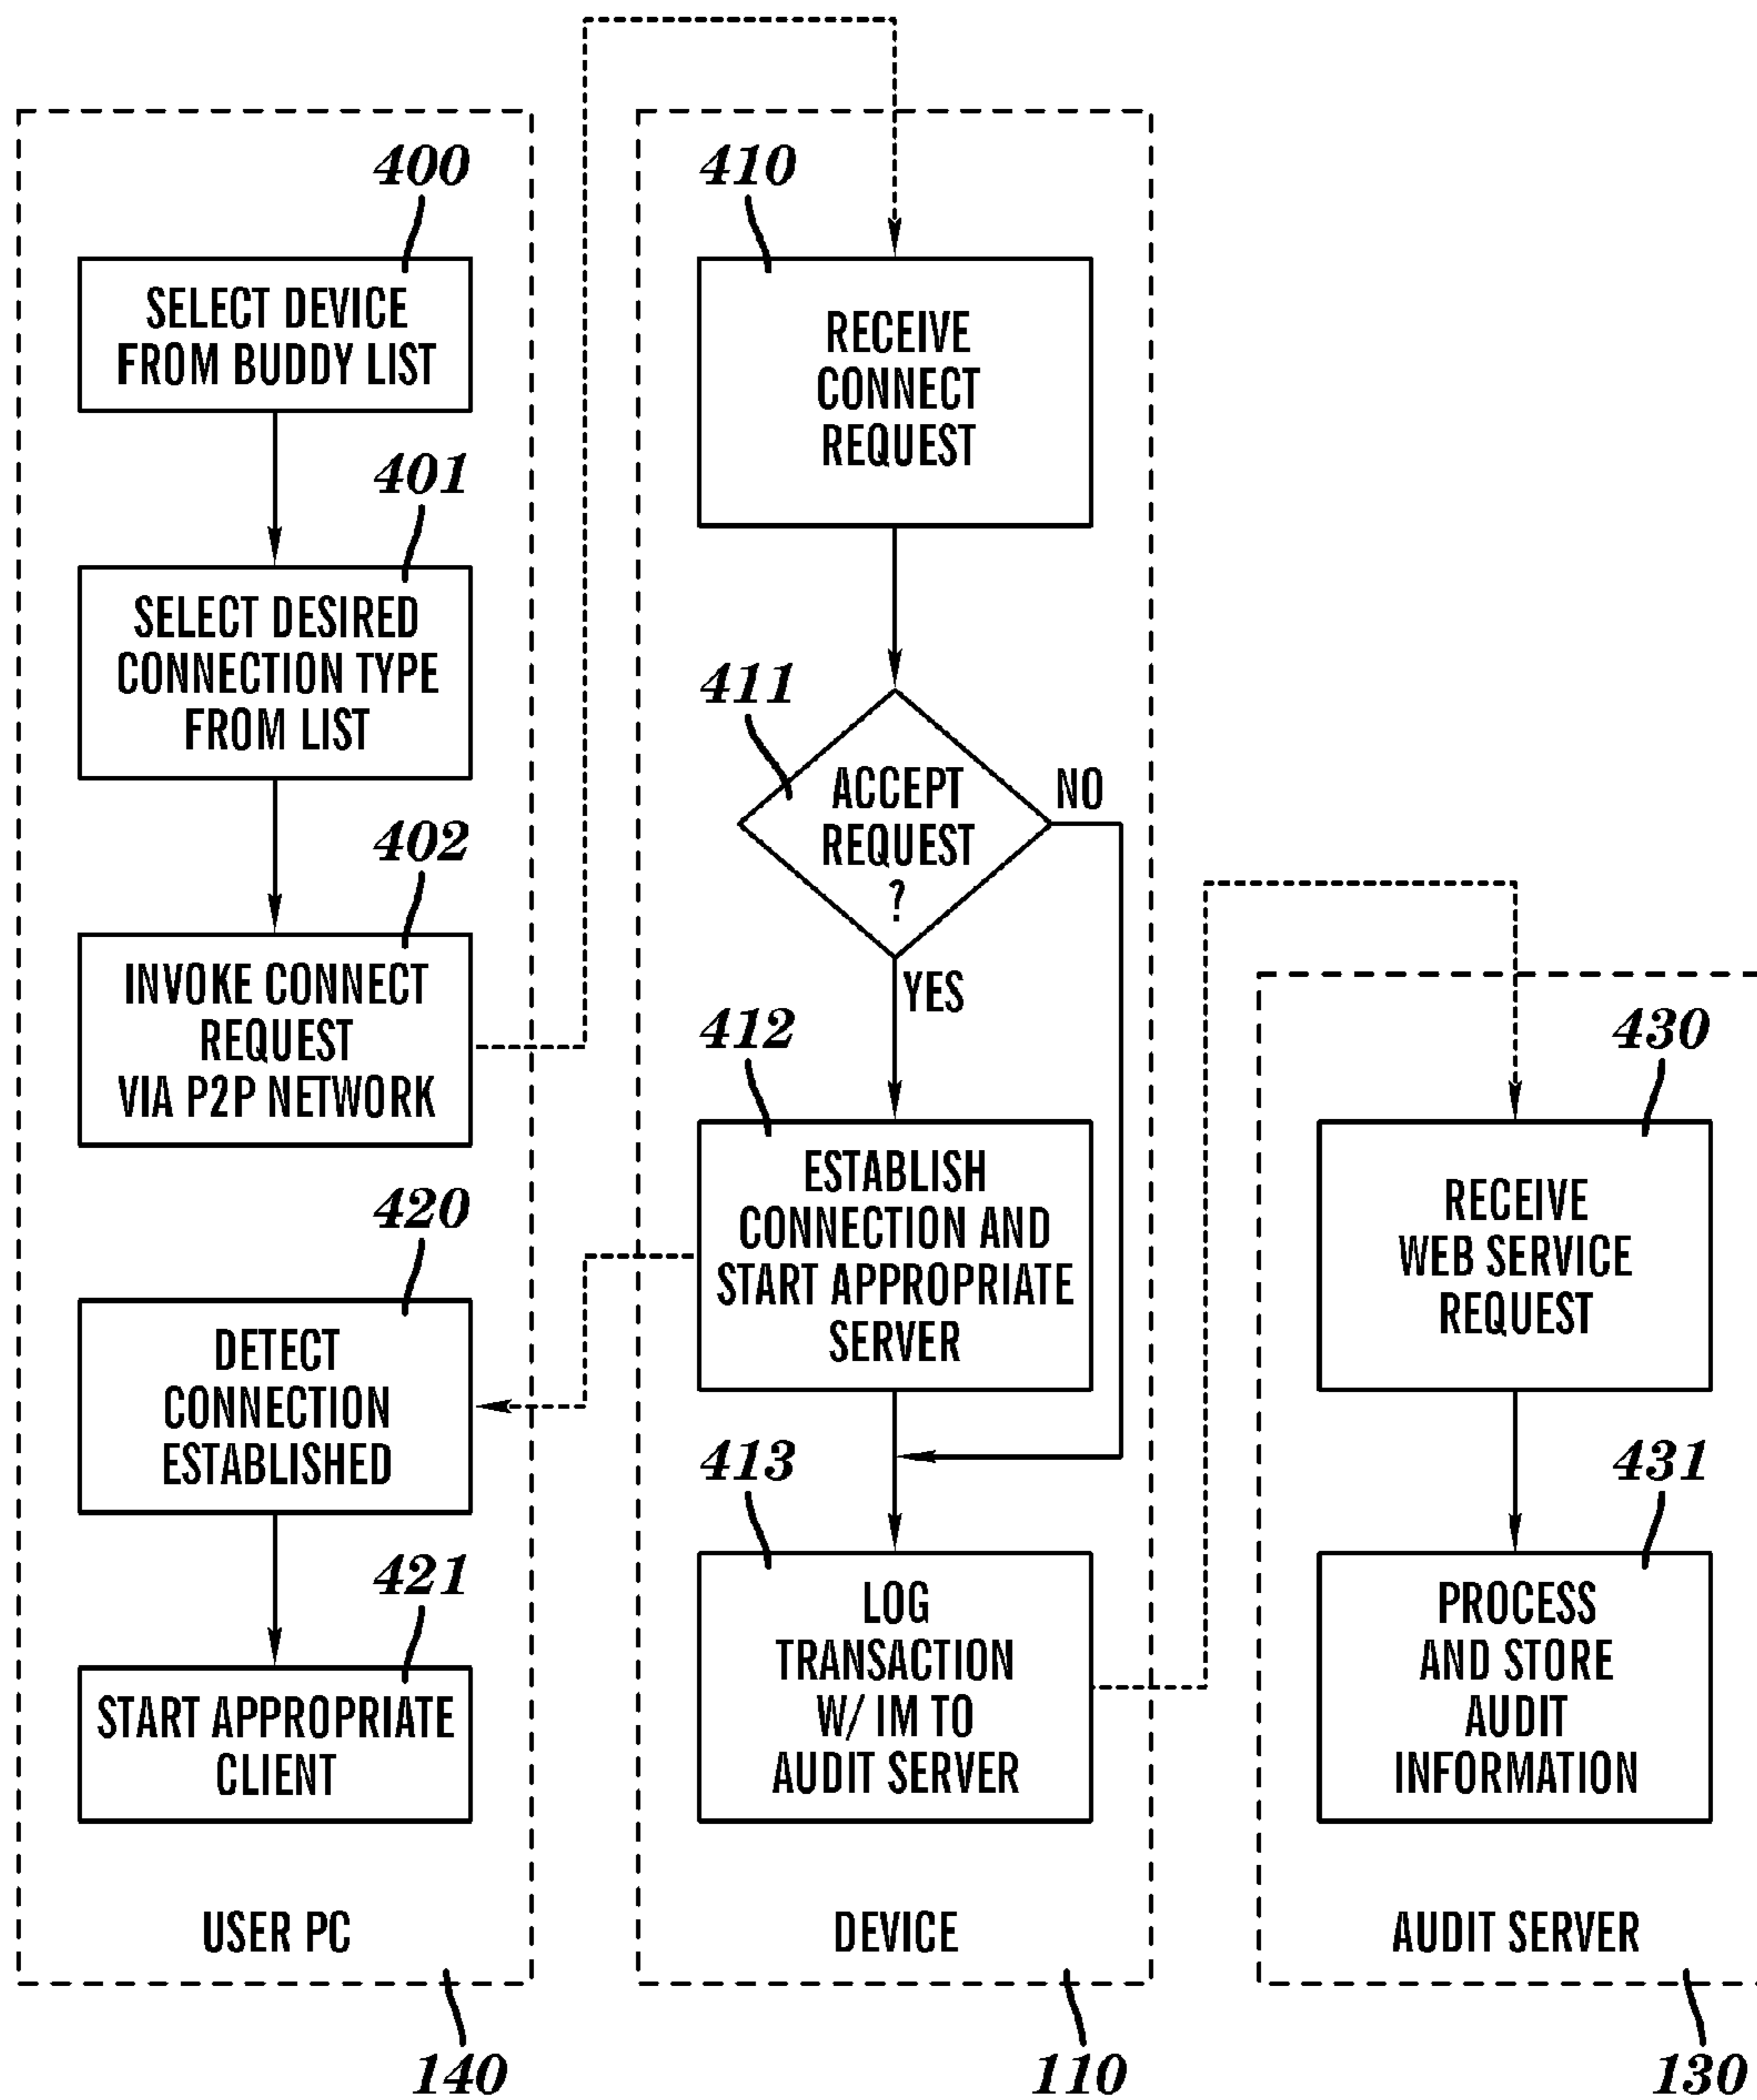 400
SELECT DEVICE
FROM BUDDY LIST
401
SELECT DESIRED
CONNECTION TYPE
FROM LIST
402
INVOKE CONNECT
REQUEST
VIA P2P NETWORK
420
DETECT
CONNECTION
ESTABLISHED
421
START APPROPRIATE
CLIENT
USER PC
140
410
RECEIVE
CONNECT
REQUEST
411
ACCEPT
REQUEST
?
NO
YES
412
ESTABLISH
CONNECTION AND
START APPROPRIATE
SERVER
413
LOG
TRANSACTION
W/ IM TO
AUDIT SERVER
DEVICE
110
430
RECEIVE
WEB SERVICE
REQUEST
431
PROCESS
AND STORE
AUDIT
INFORMATION
AUDIT SERVER
130